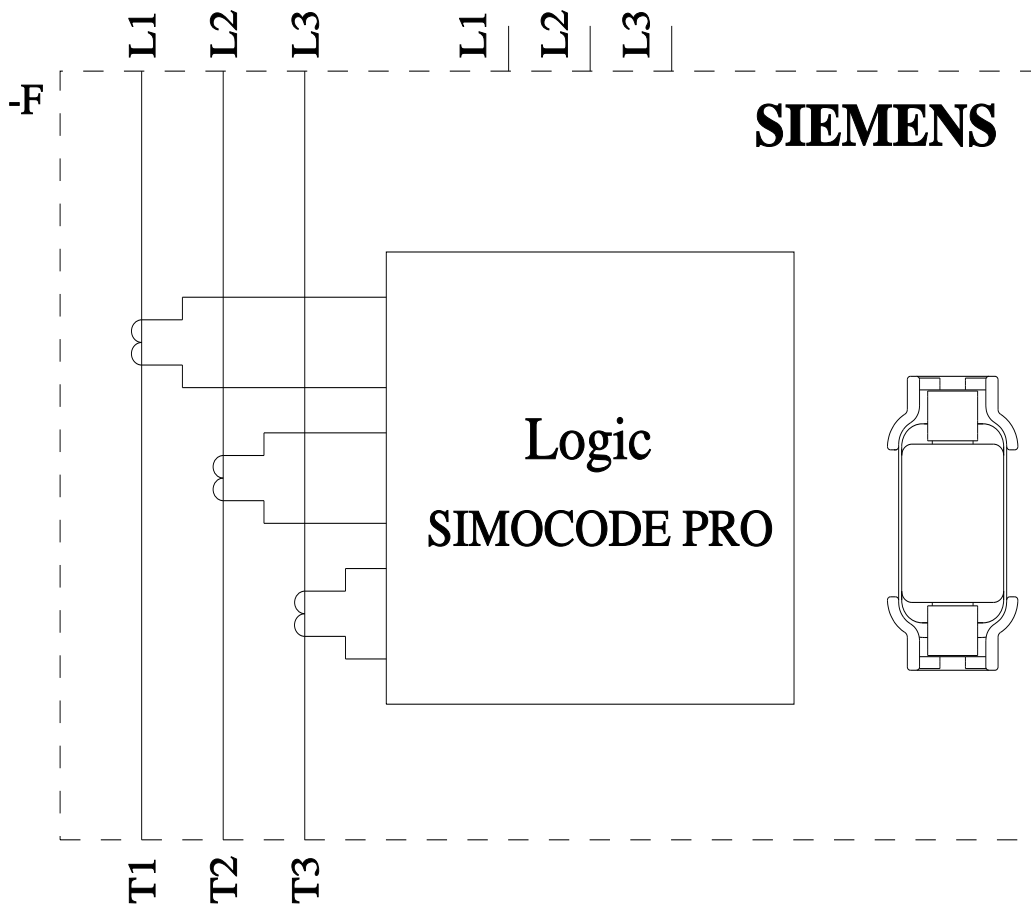 L1 L2 L3 L1 L2 L3
-F
SIEMENS
Logic
SIMOCODE PRO
T1 T2 T3